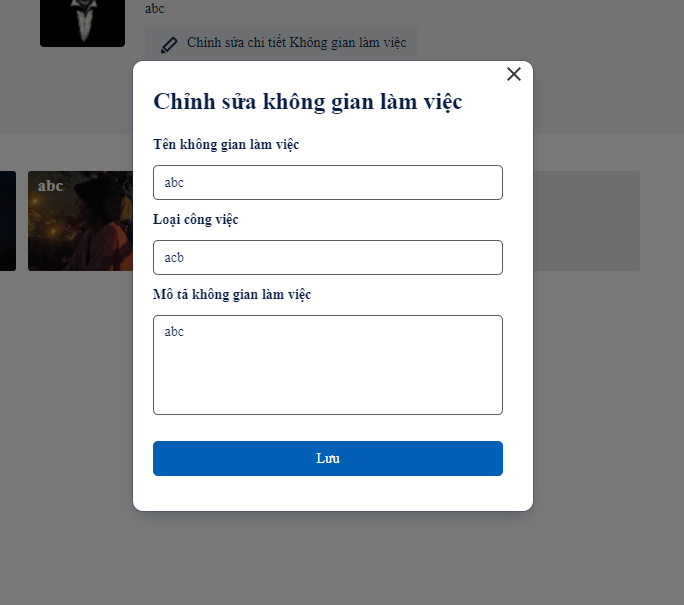 abc
Chỉnh sửa chi tiết Không gian làm việc
Chỉnh sửa không gian làm việc
Tên không gian làm việc
abc
abc
Loại công việc
acb
Mô tả không gian làm việc
abc
Lưu